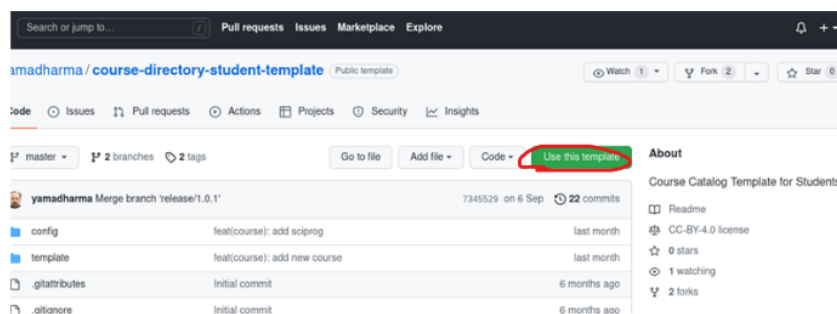 Search or jump to... / Pull requests Issues Marketplace Explore
amadharma / course-directory-student-template Public template Watch 1 Fork 2 Star 0
Code Issues Pull requests Actions Projects Security Insights
master 2 branches 2 tags Go to file Add file Code Use this template
About
Course Catalog Template for Students
yamadharma Merge branch 'release/1.0.1' 7345529 on 6 Sep 22 commits
Readme
config feat(course): add sciprog last month
CC-BY-4.0 license
0 stars
template feat(course): add new course last month
1 watching
.gitattributes Initial commit 6 months ago
2 forks
.gitignore Initial commit 6 months ago